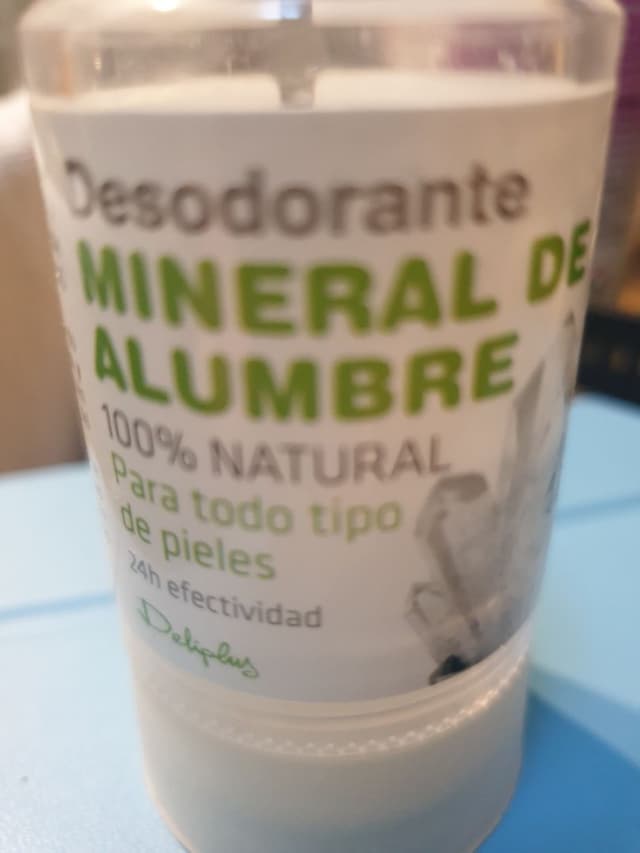 Desodorante
MINERAL DE
ALUMBRE
100% NATURAL
Para todo tipo
de pieles
24h efectividad
Deliplus